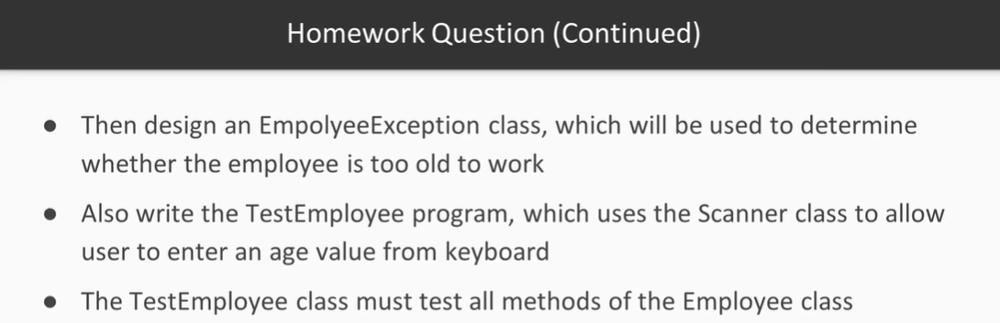 Homework Question (Continued)
● Then design an EmpolyeeException class, which will be used to determine
whether the employee is too old to work
● Also write the TestEmployee program, which uses the Scanner class to allow
user to enter an age value from keyboard
● The TestEmployee class must test all methods of the Employee class